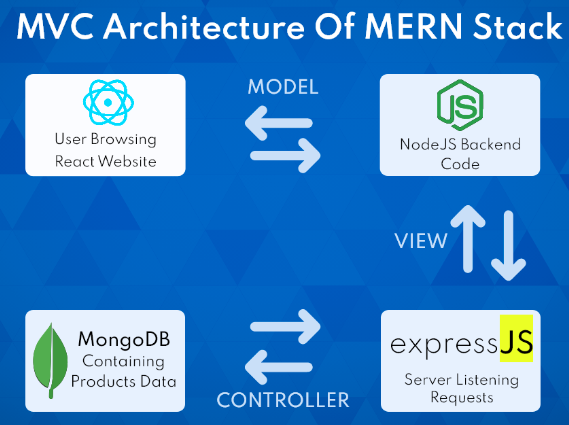 MVC Architecture Of MERN Stack
User Browsing
React Website
MODEL
JS
NodeJS Backend
Code
VIEW
MongoDB
Containing
Products Data
CONTROLLER
expressJS
Server Listening
Requests